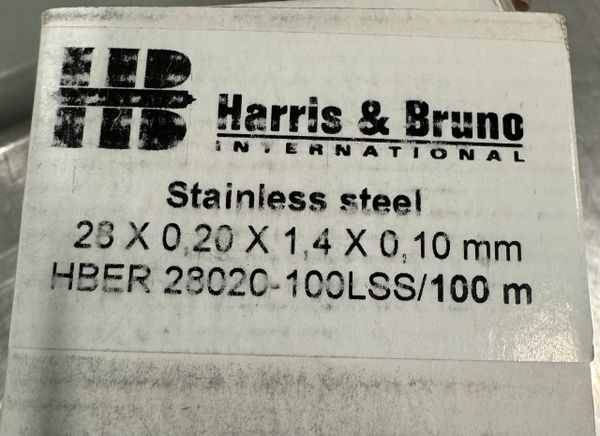 HB
Harris & Bruno
INTERNATIONAL
Stainless steel
28 X 0,20 X 1,4 X 0,10 mm
HBER 28020-100LSS/100 m